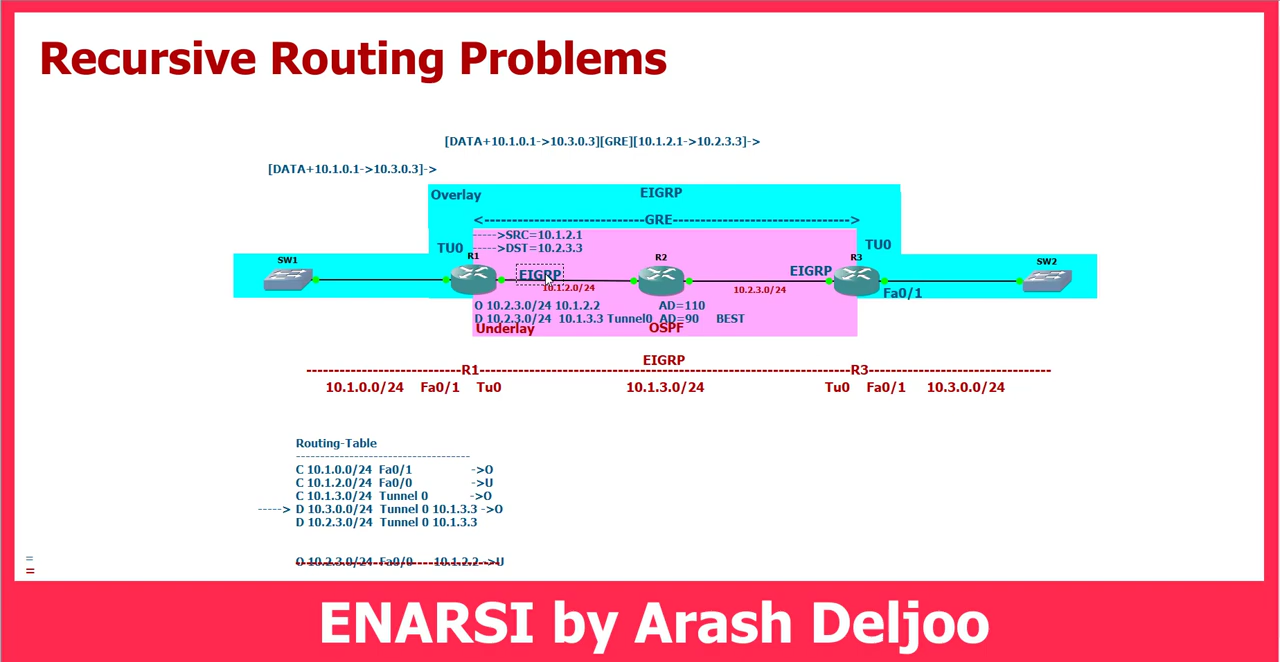 Recursive Routing Problems
[DATA+10.1.0.1->10.3.0.3][GRE][10.1.2.1->10.2.3.3]->
[DATA+10.1.0.1->10.3.0.3]->
Overlay EIGRP
<-----------------------------GRE----------------------------->
----->SRC=10.1.2.1
TU0 ----->DST=10.2.3.3 TU0
SW1 R1 R2 R3 SW2
EIGRP EIGRP
10.1.2.0/24 10.2.3.0/24 Fa0/1
O 10.2.3.0/24 10.1.2.2 AD=110
D 10.2.3.0/24 10.1.3.3 Tunnel0 AD=90 BEST
Underlay OSPF
EIGRP
----------------------------R1-------------------------------------------------------------------R3---------------------------------
10.1.0.0/24 Fa0/1 Tu0 10.1.3.0/24 Tu0 Fa0/1 10.3.0.0/24
Routing-Table
-----------------------------------
C 10.1.0.0/24 Fa0/1 ->O
C 10.1.2.0/24 Fa0/0 ->U
C 10.1.3.0/24 Tunnel 0 ->O
-----> D 10.3.0.0/24 Tunnel 0 10.1.3.3 ->O
D 10.2.3.0/24 Tunnel 0 10.1.3.3
O 10.2.3.0/24 Fa0/0 10.1.2.2 ->U
=
=
ENARSI by Arash Deljoo